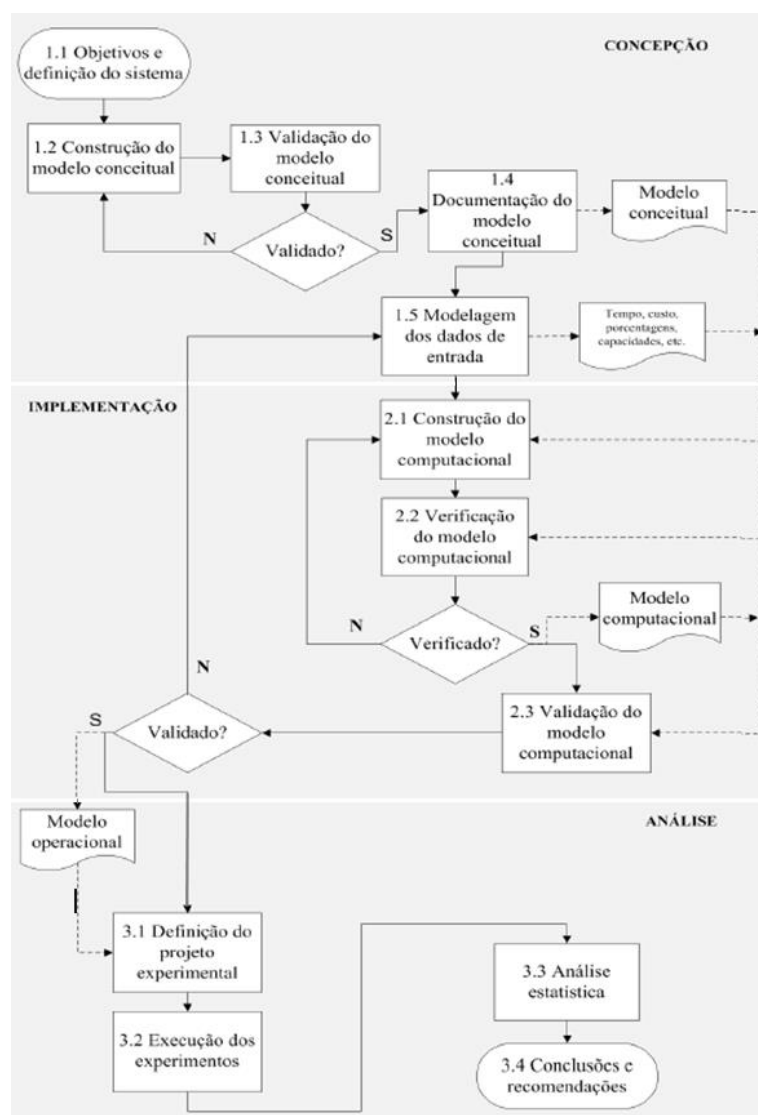 CONCEPÇÃO
1.1 Objetivos e
definição do sistema
1.2 Construção do
modelo conceitual
1.3 Validação do
modelo
conceitual
Validado?
N
S
1.4
Documentação do
modelo
conceitual
Modelo
conceitual
1.5 Modelagem
dos dados de
entrada
Tempo, custo,
porcentagens,
capacidades, etc.
IMPLEMENTAÇÃO
2.1 Construção do
modelo
computacional
2.2 Verificação
do modelo
computacional
Verificado?
N
S
Modelo
computacional
2.3 Validação do
modelo
computacional
Validado?
N
S
ANÁLISE
Modelo
operacional
3.1 Definição do
projeto
experimental
3.2 Execução dos
experimentos
3.3 Análise
estatística
3.4 Conclusões e
recomendações